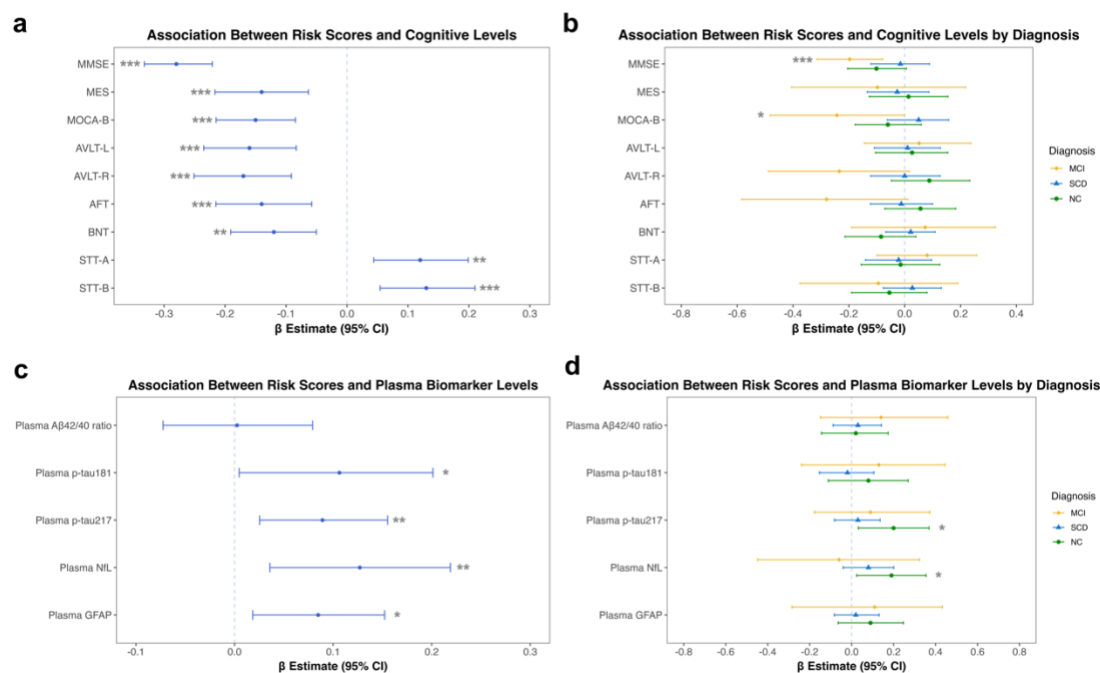 a
Association Between Risk Scores and Cognitive Levels
MMSE
***
MES
***
MOCA-B
***
AVLT-L
***
AVLT-R
***
AFT
***
BNT
**
STT-A
**
STT-B
***
-0.3 -0.2 -0.1 0.0 0.1 0.2 0.3
β Estimate (95% CI)
b
Association Between Risk Scores and Cognitive Levels by Diagnosis
MMSE
***
MES
MOCA-B
*
AVLT-L
AVLT-R
AFT
BNT
STT-A
STT-B
-0.8 -0.6 -0.4 -0.2 0.0 0.2 0.4
β Estimate (95% CI)
Diagnosis
MCI
SCD
NC
c
Association Between Risk Scores and Plasma Biomarker Levels
Plasma Aβ42/40 ratio
Plasma p-tau181
*
Plasma p-tau217
**
Plasma NfL
**
Plasma GFAP
*
-0.1 0.0 0.1 0.2 0.3
β Estimate (95% CI)
d
Association Between Risk Scores and Plasma Biomarker Levels by Diagnosis
Plasma Aβ42/40 ratio
Plasma p-tau181
Plasma p-tau217
*
Plasma NfL
*
Plasma GFAP
-0.8 -0.6 -0.4 -0.2 0.0 0.2 0.4 0.6 0.8
β Estimate (95% CI)
Diagnosis
MCI
SCD
NC